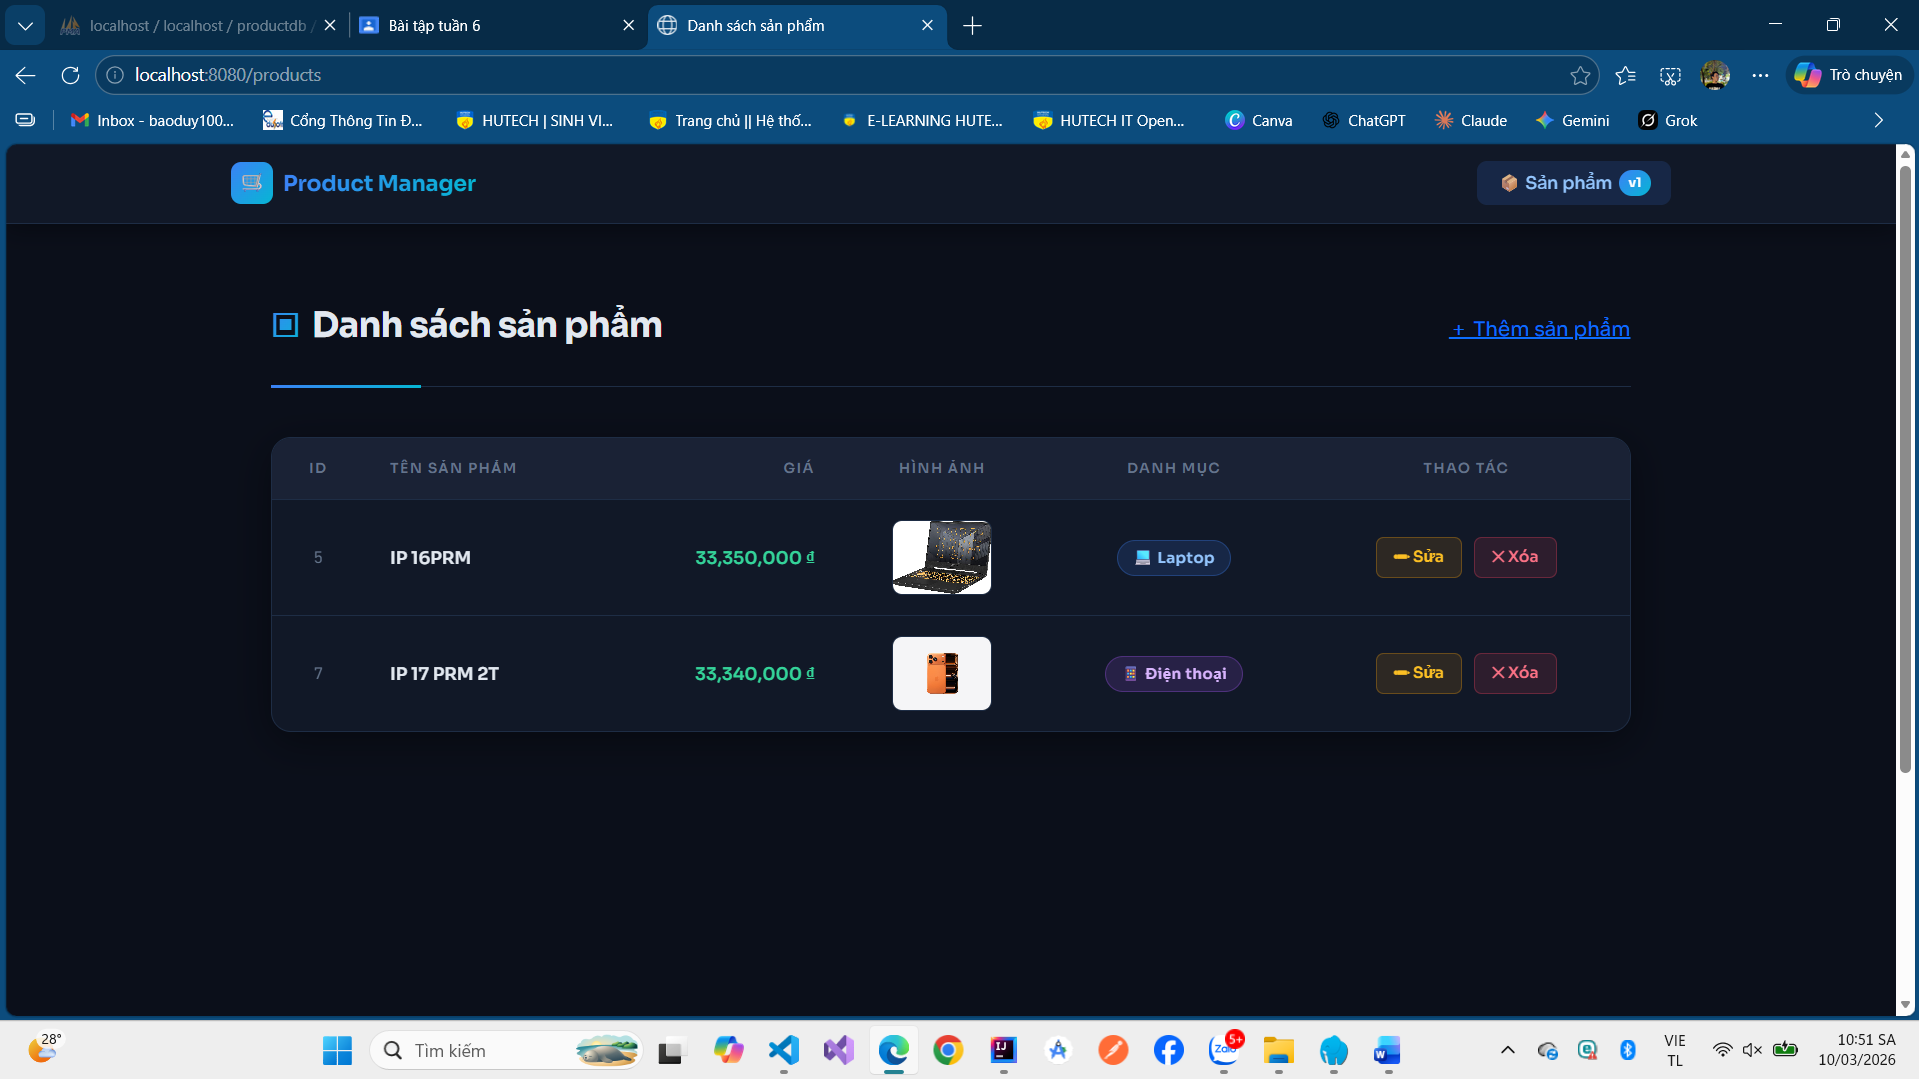 localhost / localhost / productdb /
Bài tập tuần 6
Danh sách sản phẩm
localhost:8080/products
Trò chuyện
Inbox - baoduy100...
Cổng Thông Tin Đ...
HUTECH | SINH VI...
Trang chủ || Hệ thố...
E-LEARNING HUTE...
HUTECH IT Open...
Canva
ChatGPT
Claude
Gemini
Grok
Product Manager
Sản phẩm v1
Danh sách sản phẩm
+ Thêm sản phẩm
ID TÊN SẢN PHẨM GIÁ HÌNH ẢNH DANH MỤC THAO TÁC
5 IP 16PRM 33,350,000 ₫ Laptop Sửa Xóa
7 IP 17 PRM 2T 33,340,000 ₫ Điện thoại Sửa Xóa
28°
Tìm kiếm
IJ
Zalo
5+
W
VIE
TL
10:51 SA
10/03/2026